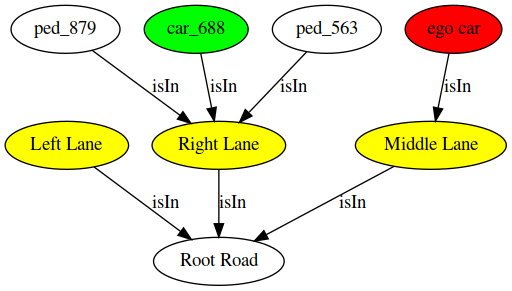 ped_879
car_688
ped_563
ego car
isIn
isIn
isIn
isIn
Left Lane
Right Lane
Middle Lane
isIn
isIn
isIn
Root Road